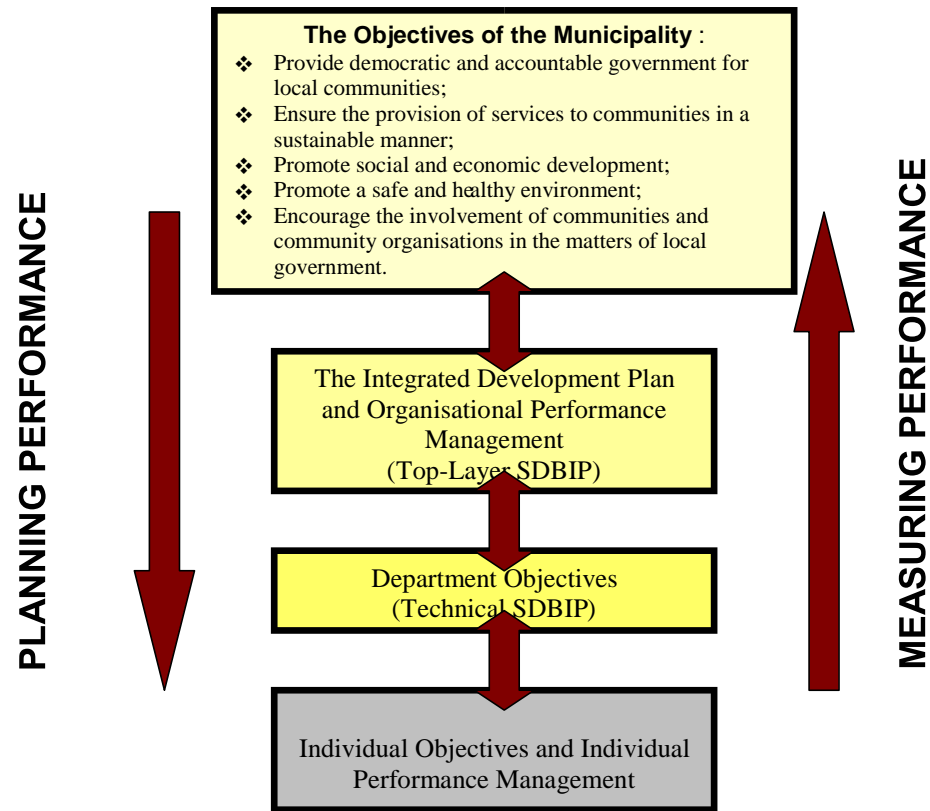 The Objectives of the Municipality :
❖ Provide democratic and accountable government for
local communities;
❖ Ensure the provision of services to communities in a
sustainable manner;
❖ Promote social and economic development;
❖ Promote a safe and healthy environment;
❖ Encourage the involvement of communities and
community organisations in the matters of local
government.
PLANNING PERFORMANCE
MEASURING PERFORMANCE
The Integrated Development Plan
and Organisational Performance
Management
(Top-Layer SDBIP)
Department Objectives
(Technical SDBIP)
Individual Objectives and Individual
Performance Management